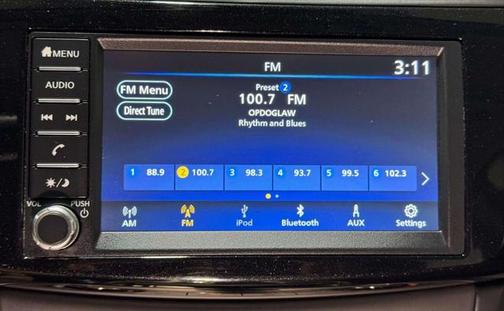 MENU
AUDIO
VOL PUSH
FM 3:11
FM Menu
Direct Tune
Preset 2
100.7 FM
OPDOGLAW
Rhythm and Blues
1 88.9 2 100.7 3 98.3 4 93.7 5 99.5 6 102.3
AM FM iPod Bluetooth AUX Settings